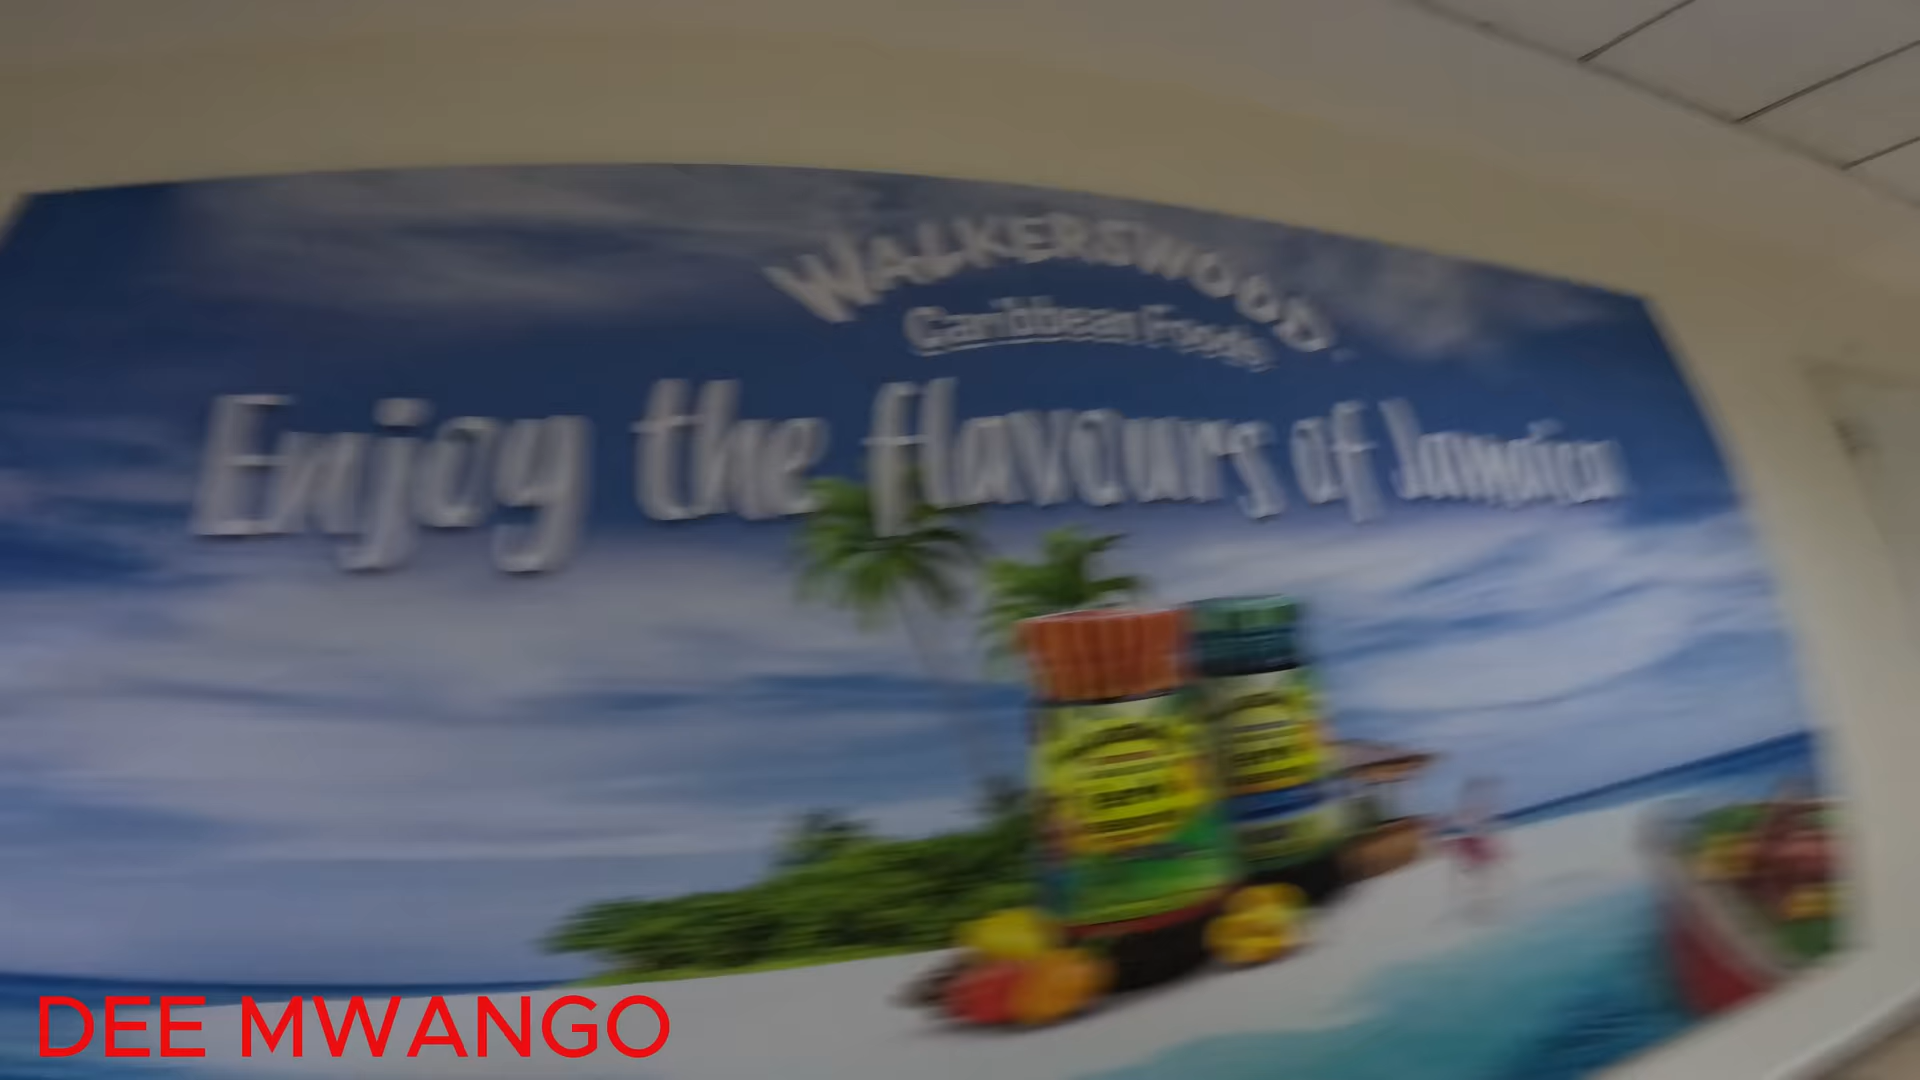 WALKERSWOOD
Caribbean Foods
Enjoy the flavours of Jamaica
DEE MWANGO